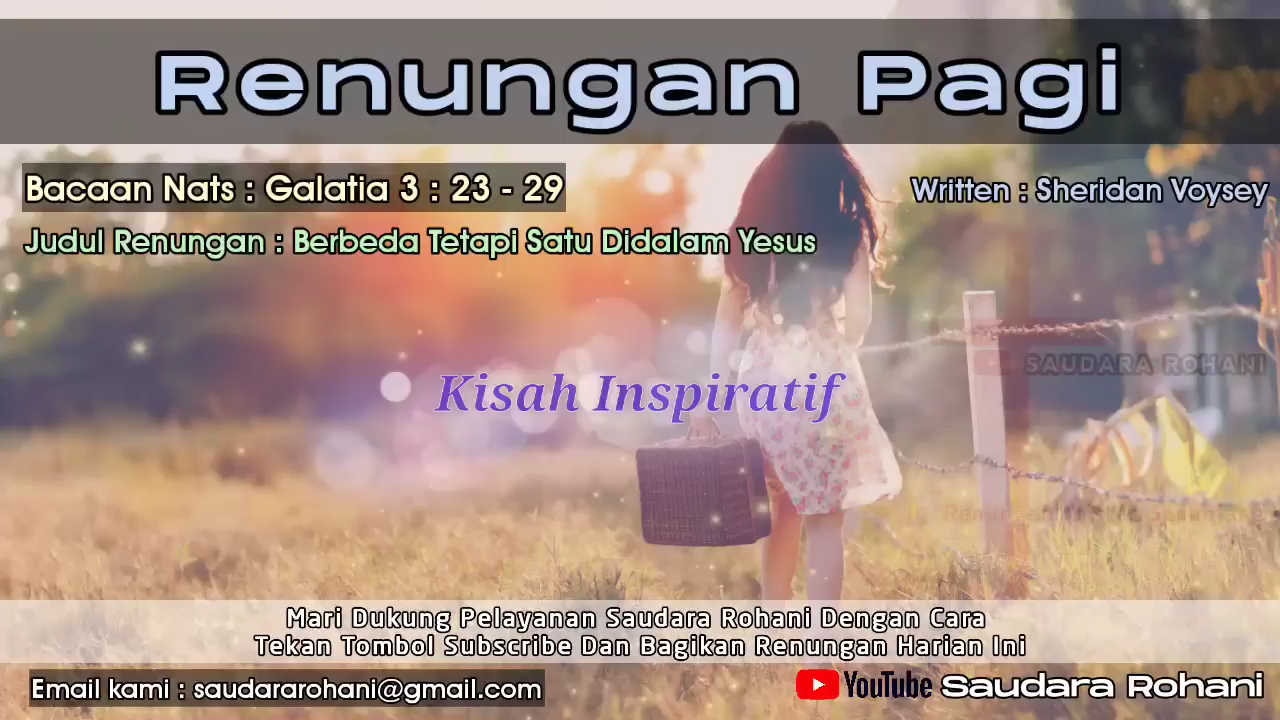 Renungan Pagi
Bacaan Nats : Galatia 3 : 23 - 29
Written : Sheridan Voysey
Judul Renungan : Berbeda Tetapi Satu Didalam Yesus
SAUDARA ROHANI
Kisah Inspiratif
Mari Dukung Pelayanan Saudara Rohani Dengan Cara
Tekan Tombol Subscribe Dan Bagikan Renungan Harian Ini
Email kami : saudararohani@gmail.com
YouTube Saudara Rohani